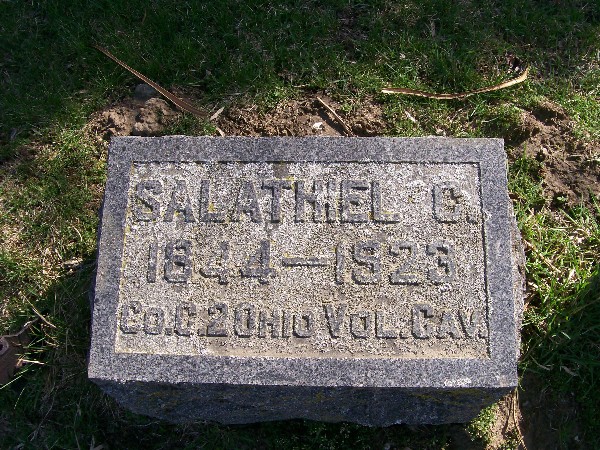 SALATHIEL C.
1844-1923
CO. C. 2 OHIO VOL. CAV.